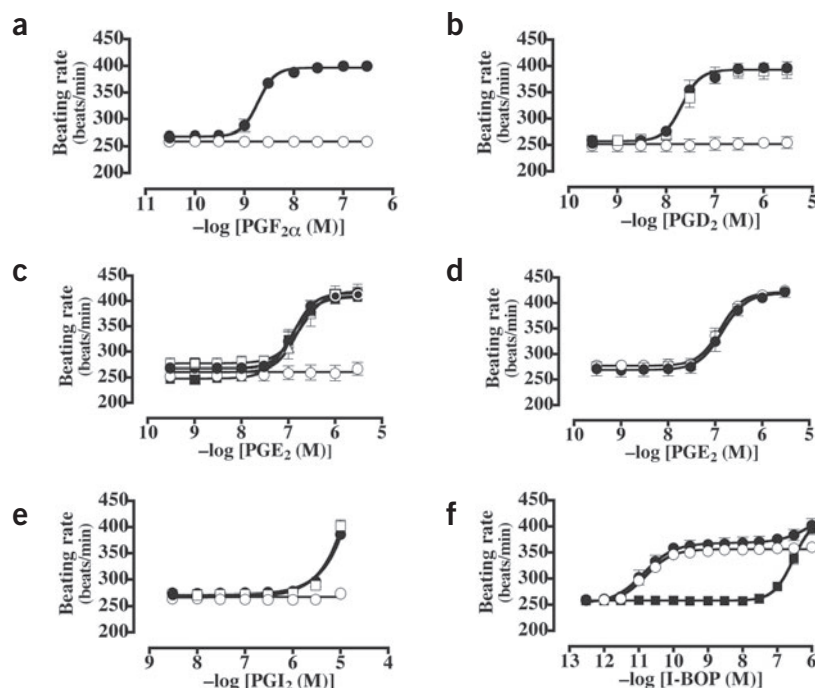 a
Beating rate
(beats/min)
450
400
350
300
250
200
11 10 9 8 7 6
–log [PGF2α (M)]
b
Beating rate
(beats/min)
450
400
350
300
250
200
10 9 8 7 6 5
–log [PGD2 (M)]
c
Beating rate
(beats/min)
450
400
350
300
250
200
10 9 8 7 6 5
–log [PGE2 (M)]
d
Beating rate
(beats/min)
450
400
350
300
250
200
10 9 8 7 6 5
–log [PGE2 (M)]
e
Beating rate
(beats/min)
450
400
350
300
250
200
9 8 7 6 5 4
–log [PGI2 (M)]
f
Beating rate
(beats/min)
450
400
350
300
250
200
13 12 11 10 9 8 7 6
–log [I-BOP (M)]